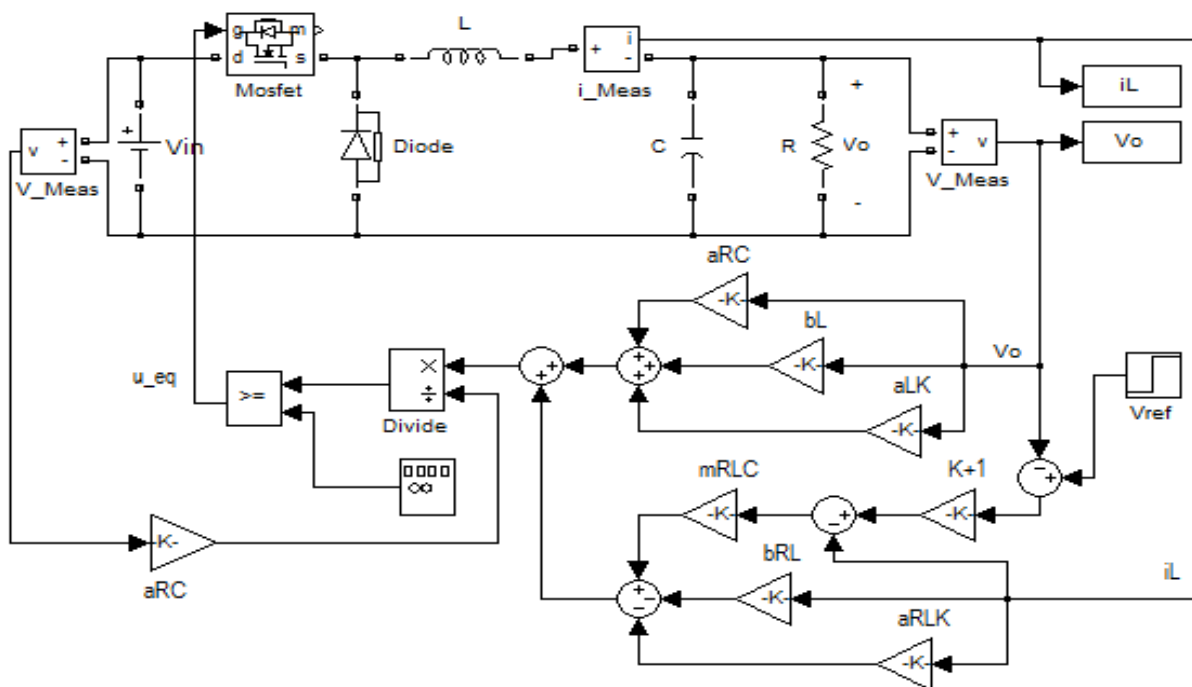 L
g m
d s
+ i
-
Mosfet
i_Meas
iL
v + -
+
Vin
Diode
C
R
+
Vo
-
+ - v
Vo
V_Meas
V_Meas
aRC
-K-
bL
-K-
Vo
u_eq
>=
×
÷
Divide
+ + +
+ +
aLK
-K-
Vref
mRLC
-K-
K+1
-K-
- +
- +
-K-
aRC
bRL
-K-
+ - -
iL
aRLK
-K-